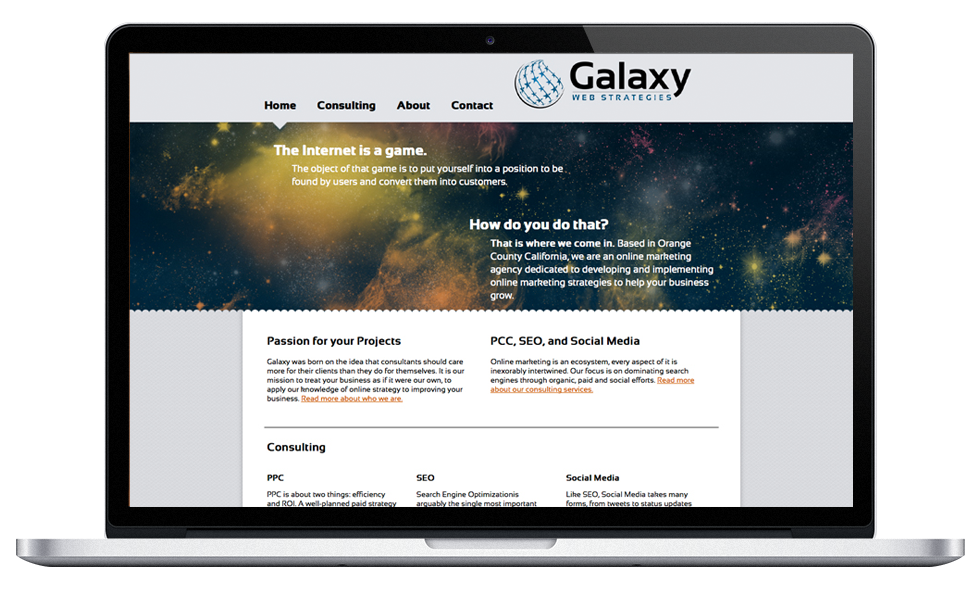 Galaxy
WEB STRATEGIES
Home Consulting About Contact
The Internet is a game.
The object of that game is to put yourself into a position to be
found by users and convert them into customers.
How do you do that?
That is where we come in. Based in Orange
County California, we are an online marketing
agency dedicated to developing and implementing
online marketing strategies to help your business
grow.
Passion for your Projects
Galaxy was born on the idea that consultants should care
more for their clients than they do for themselves. It is our
mission to treat your business as if it were our own, to
apply our knowledge of online strategy to improving your
business. Read more about who we are.
PCC, SEO, and Social Media
Online marketing is an ecosystem, every aspect of it is
inexorably intertwined. Our focus is on dominating search
engines through organic, paid and social efforts. Read more
about our consulting services.
Consulting
PPC
PPC is about two things: efficiency
and ROI. A well-planned paid strategy
SEO
Search Engine Optimizationis
arguably the single most important
Social Media
Like SEO, Social Media takes many
forms, from tweets to status updates